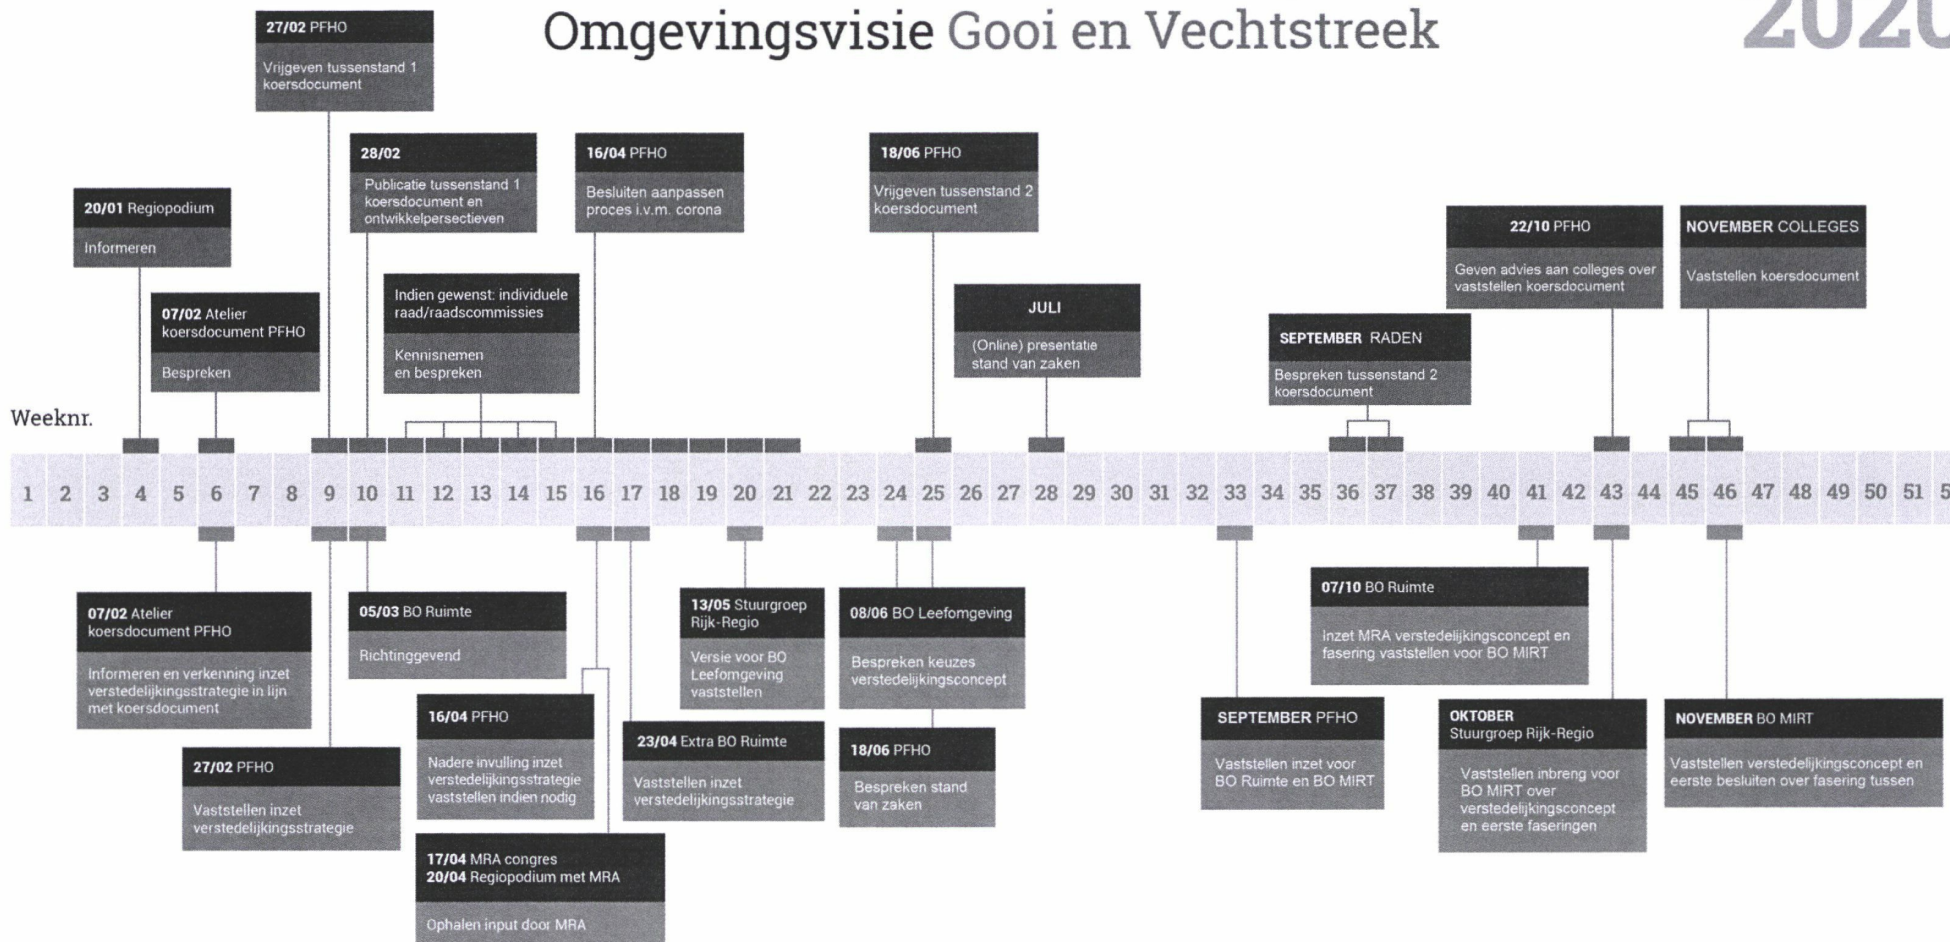 Omgevingsvisie Gooi en Vechtstreek
2020
27/02 PFHO
Vrijgeven tussenstand 1
koersdocument
28/02
Publicatie tussenstand 1
koersdocument en
ontwikkelpersectieven
16/04 PFHO
Besluiten aanpassen
proces i.v.m. corona
18/06 PFHO
Vrijgeven tussenstand 2
koersdocument
20/01 Regiopodium
Informeren
22/10 PFHO
Geven advies aan colleges over
vaststellen koersdocument
NOVEMBER COLLEGES
Vaststellen koersdocument
07/02 Atelier
koersdocument PFHO
Bespreken
Indien gewenst: individuele
raad/raadscommissies
Kennisnemen
en bespreken
JULI
(Online) presentatie
stand van zaken
SEPTEMBER RADEN
Bespreken tussenstand 2
koersdocument
Weeknr.
1 2 3 4 5 6 7 8 9 10 11 12 13 14 15 16 17 18 19 20 21 22 23 24 25 26 27 28 29 30 31 32 33 34 35 36 37 38 39 40 41 42 43 44 45 46 47 48 49 50 51 5
07/02 Atelier
koersdocument PFHO
Informeren en verkenning inzet
verstedelijkingsstrategie in lijn
met koersdocument
27/02 PFHO
Vaststellen inzet
verstedelijkingsstrategie
05/03 BO Ruimte
Richtinggevend
16/04 PFHO
Nadere invulling inzet
verstedelijkingsstrategie
vaststellen indien nodig
17/04 MRA congres
20/04 Regiopodium met MRA
Ophalen input door MRA
23/04 Extra BO Ruimte
Vaststellen inzet
verstedelijkingsstrategie
13/05 Stuurgroep
Rijk-Regio
Versie voor BO
Leefomgeving
vaststellen
08/06 BO Leefomgeving
Bespreken keuzes
verstedelijkingsconcept
18/06 PFHO
Bespreken stand
van zaken
SEPTEMBER PFHO
Vaststellen inzet voor
BO Ruimte en BO MIRT
07/10 BO Ruimte
Inzet MRA verstedelijkingsconcept en
fasering vaststellen voor BO MIRT
OKTOBER
Stuurgroep Rijk-Regio
Vaststellen inbreng voor
BO MIRT over
verstedelijkingsconcept
en eerste faseringen
NOVEMBER BO MIRT
Vaststellen verstedelijkingsconcept en
eerste besluiten over fasering tussen